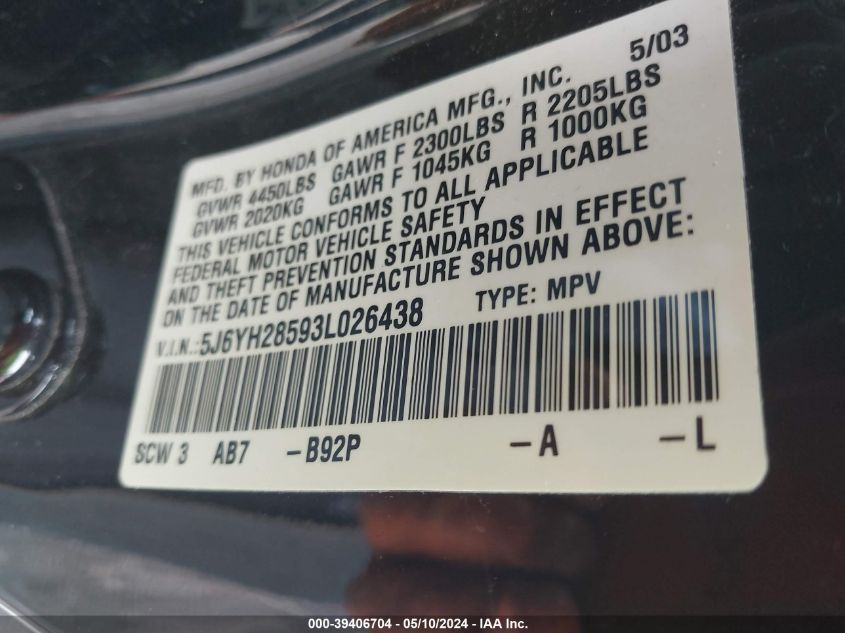 5/03
MFD. BY HONDA OF AMERICA MFG., INC.
GVWR 4450LBS GAWR F 2300LBS R 2205LBS
GVWR 2020KG GAWR F 1045KG R 1000KG
THIS VEHICLE CONFORMS TO ALL APPLICABLE
FEDERAL MOTOR VEHICLE SAFETY
AND THEFT PREVENTION STANDARDS IN EFFECT
ON THE DATE OF MANUFACTURE SHOWN ABOVE:
V.I.N.:5J6YH28593L026438 TYPE: MPV
SCW 3 AB7 -B92P -A -L
000-39406704 - 05/10/2024 - IAA Inc.